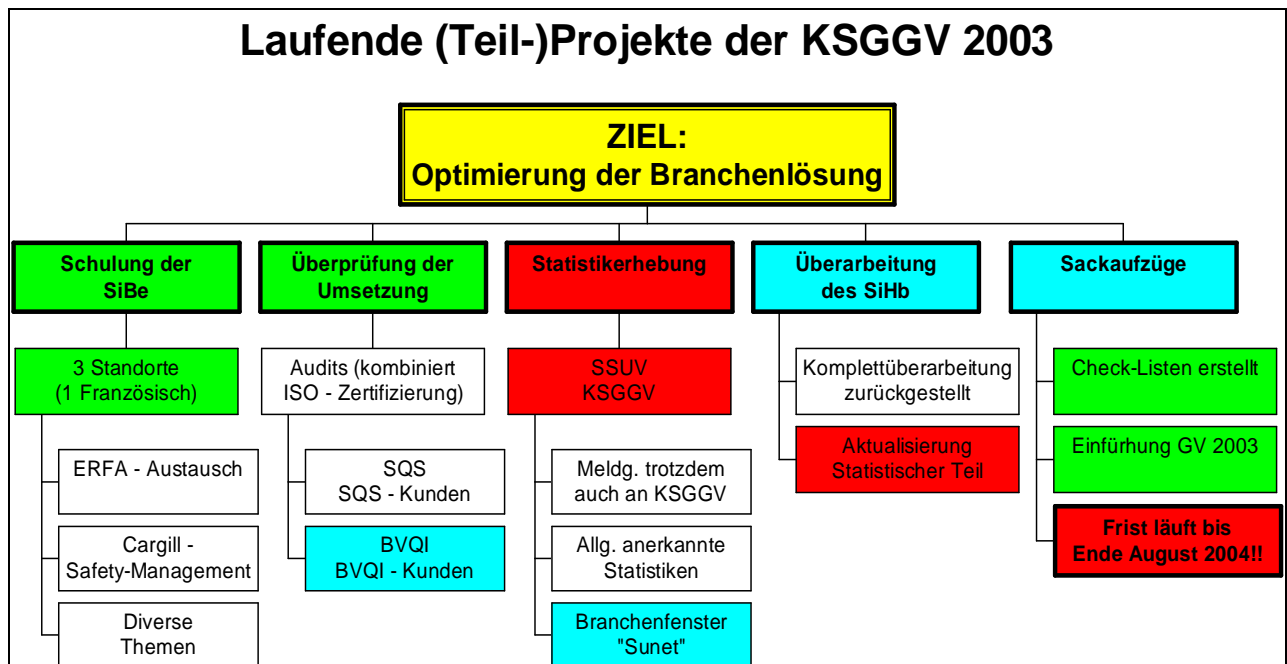 Laufende (Teil-)Projekte der KSGGV 2003
ZIEL:
Optimierung der Branchenlösung
Schulung der
SiBe
Überprüfung der
Umsetzung
Statistikerhebung
Überarbeitung
des SiHb
Sackaufzüge
3 Standorte
(1 Französisch)
ERFA - Austausch
Cargill -
Safety-Management
Diverse
Themen
Audits (kombiniert
ISO - Zertifizierung)
SQS
SQS - Kunden
BVQI
BVQI - Kunden
SSUV
KSGGV
Meldg. trotzdem
auch an KSGGV
Allg. anerkannte
Statistiken
Branchenfenster
"Sunet"
Komplettüberarbeitung
zurückgestellt
Aktualisierung
Statistischer Teil
Check-Listen erstellt
Einfürhung GV 2003
Frist läuft bis
Ende August 2004!!